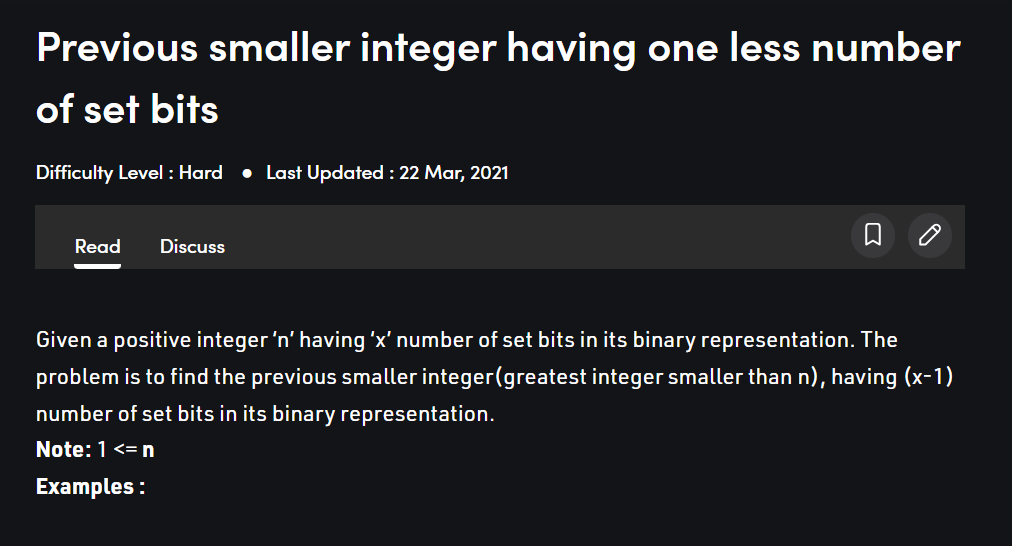 Previous smaller integer having one less number
of set bits
Difficulty Level : Hard ● Last Updated : 22 Mar, 2021
Read Discuss
Given a positive integer ‘n’ having ‘x’ number of set bits in its binary representation. The
problem is to find the previous smaller integer(greatest integer smaller than n), having (x-1)
number of set bits in its binary representation.
Note: 1 <= n
Examples :